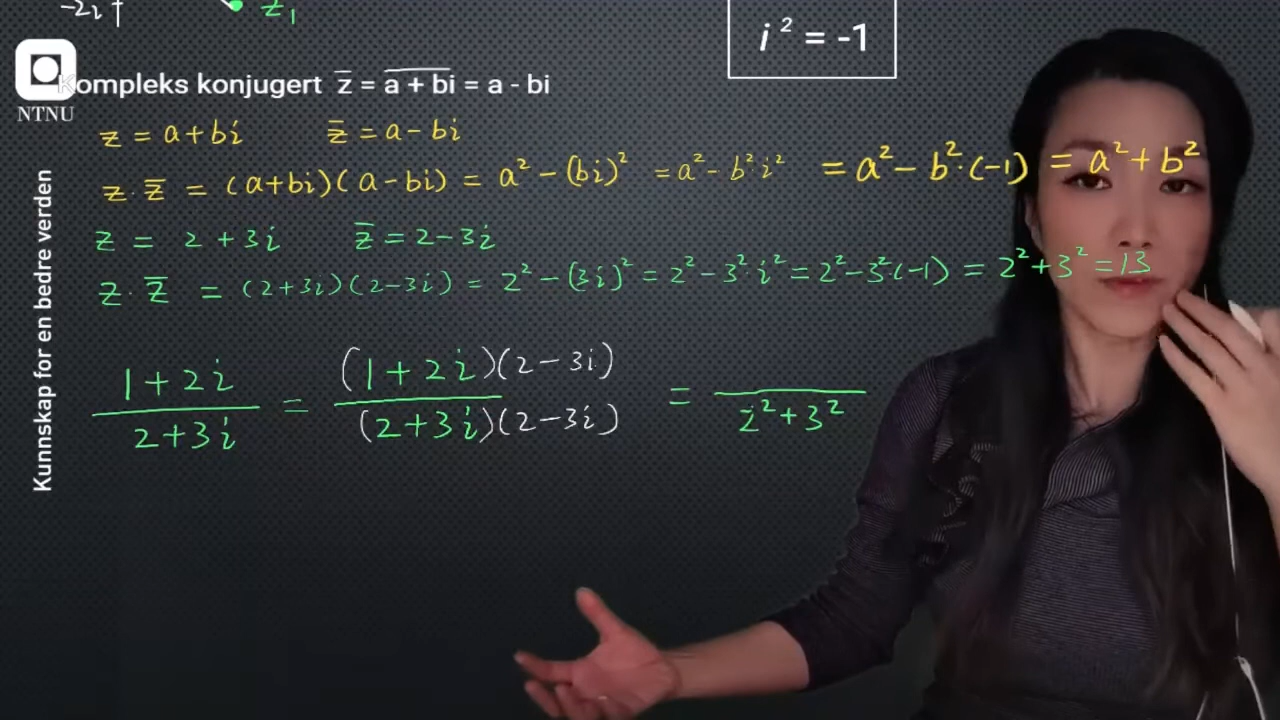 -2i
z₁
i² = -1
NTNU
Kunnskap for en bedre verden
Kompleks konjugert z̅ = a + bi = a - bi
z = a + bi z̅ = a - bi
z · z̅ = (a+bi)(a-bi) = a² - (bi)² = a² - b²·i² = a² - b²·(-1) = a² + b²
z = 2 + 3i z̅ = 2 - 3i
z · z̅ = (2+3i)(2-3i) = 2² - (3i)² = 2² - 3² i² = 2² - 3²(-1) = 2² + 3² = 13
1 + 2i = (1 + 2i)(2 - 3i) =
2 + 3i (2 + 3i)(2 - 3i) 2² + 3²